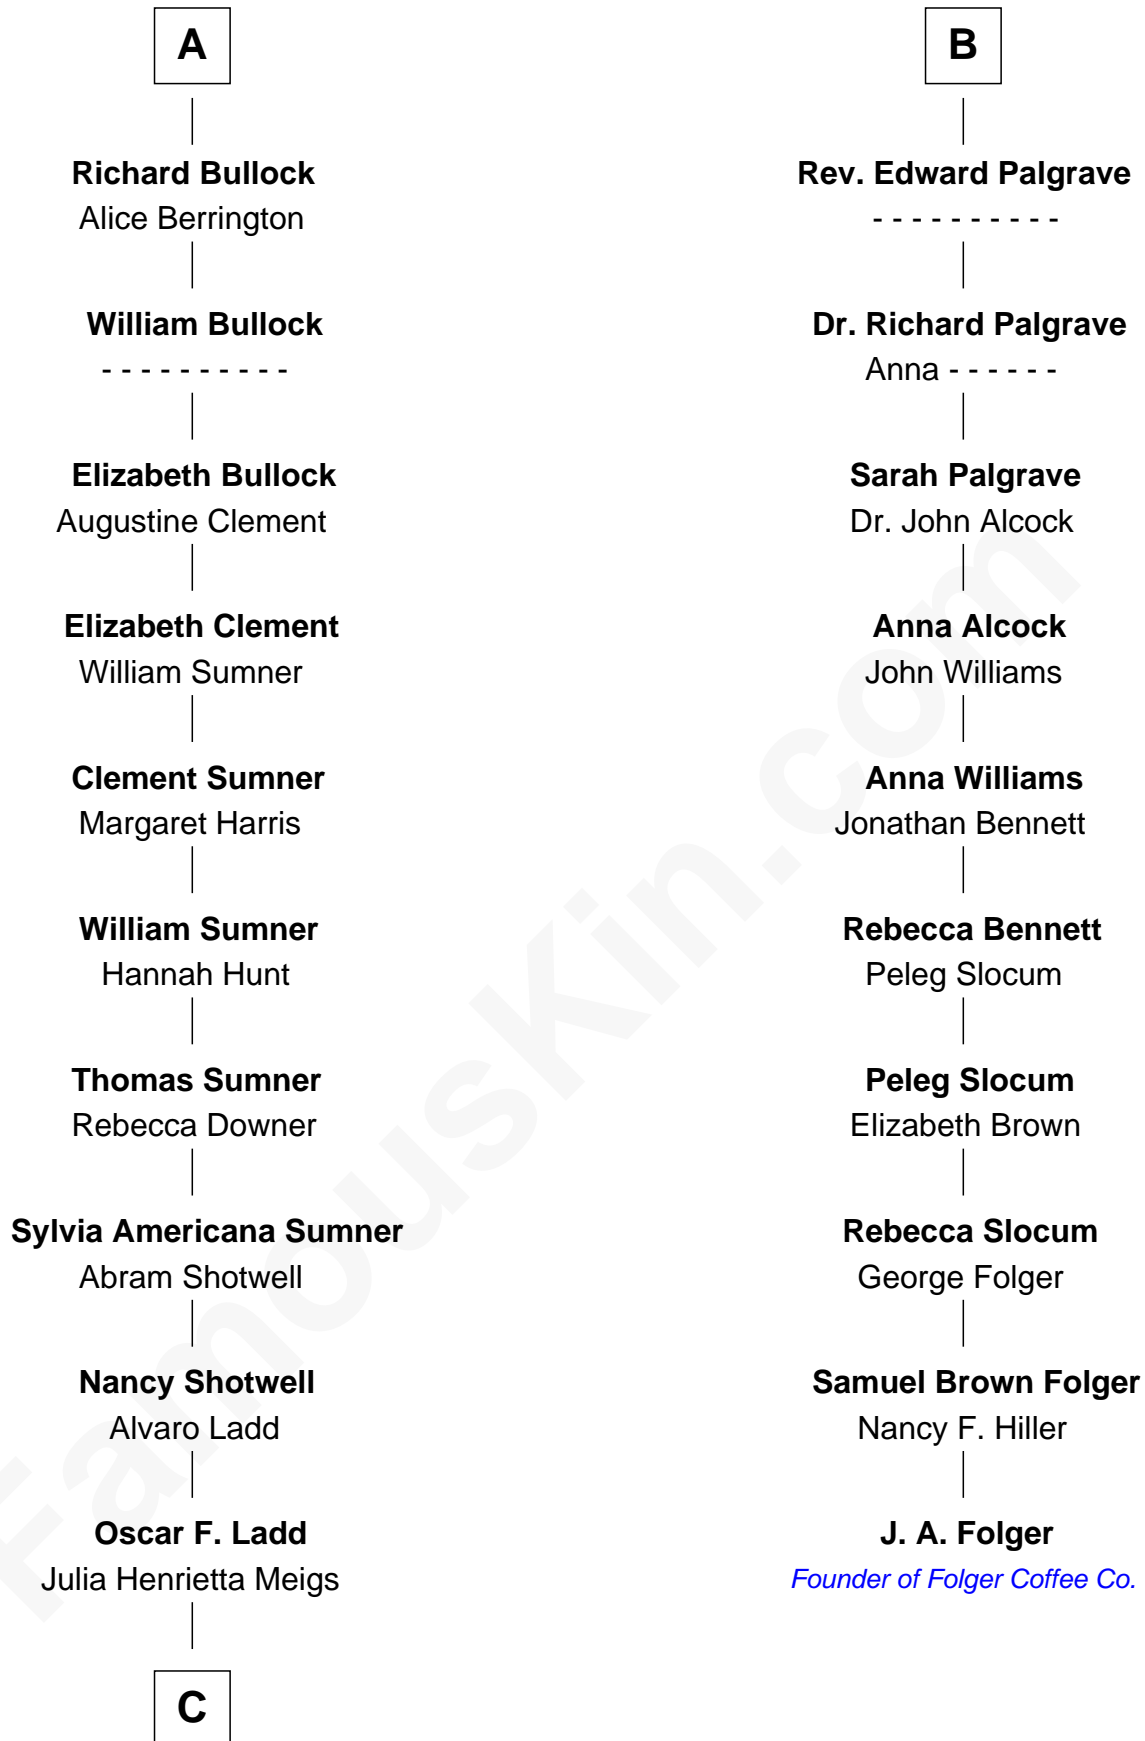 A
Richard Bullock
Alice Berrington
William Bullock
- - - - - - - - - -
Elizabeth Bullock
Augustine Clement
Elizabeth Clement
William Sumner
Clement Sumner
Margaret Harris
William Sumner
Hannah Hunt
Thomas Sumner
Rebecca Downer
Sylvia Americana Sumner
Abram Shotwell
Nancy Shotwell
Alvaro Ladd
Oscar F. Ladd
Julia Henrietta Meigs
C
B
Rev. Edward Palgrave
- - - - - - - - - -
Dr. Richard Palgrave
Anna - - - - - -
Sarah Palgrave
Dr. John Alcock
Anna Alcock
John Williams
Anna Williams
Jonathan Bennett
Rebecca Bennett
Peleg Slocum
Peleg Slocum
Elizabeth Brown
Rebecca Slocum
George Folger
Samuel Brown Folger
Nancy F. Hiller
J. A. Folger
Founder of Folger Coffee Co.
FamousKin.com